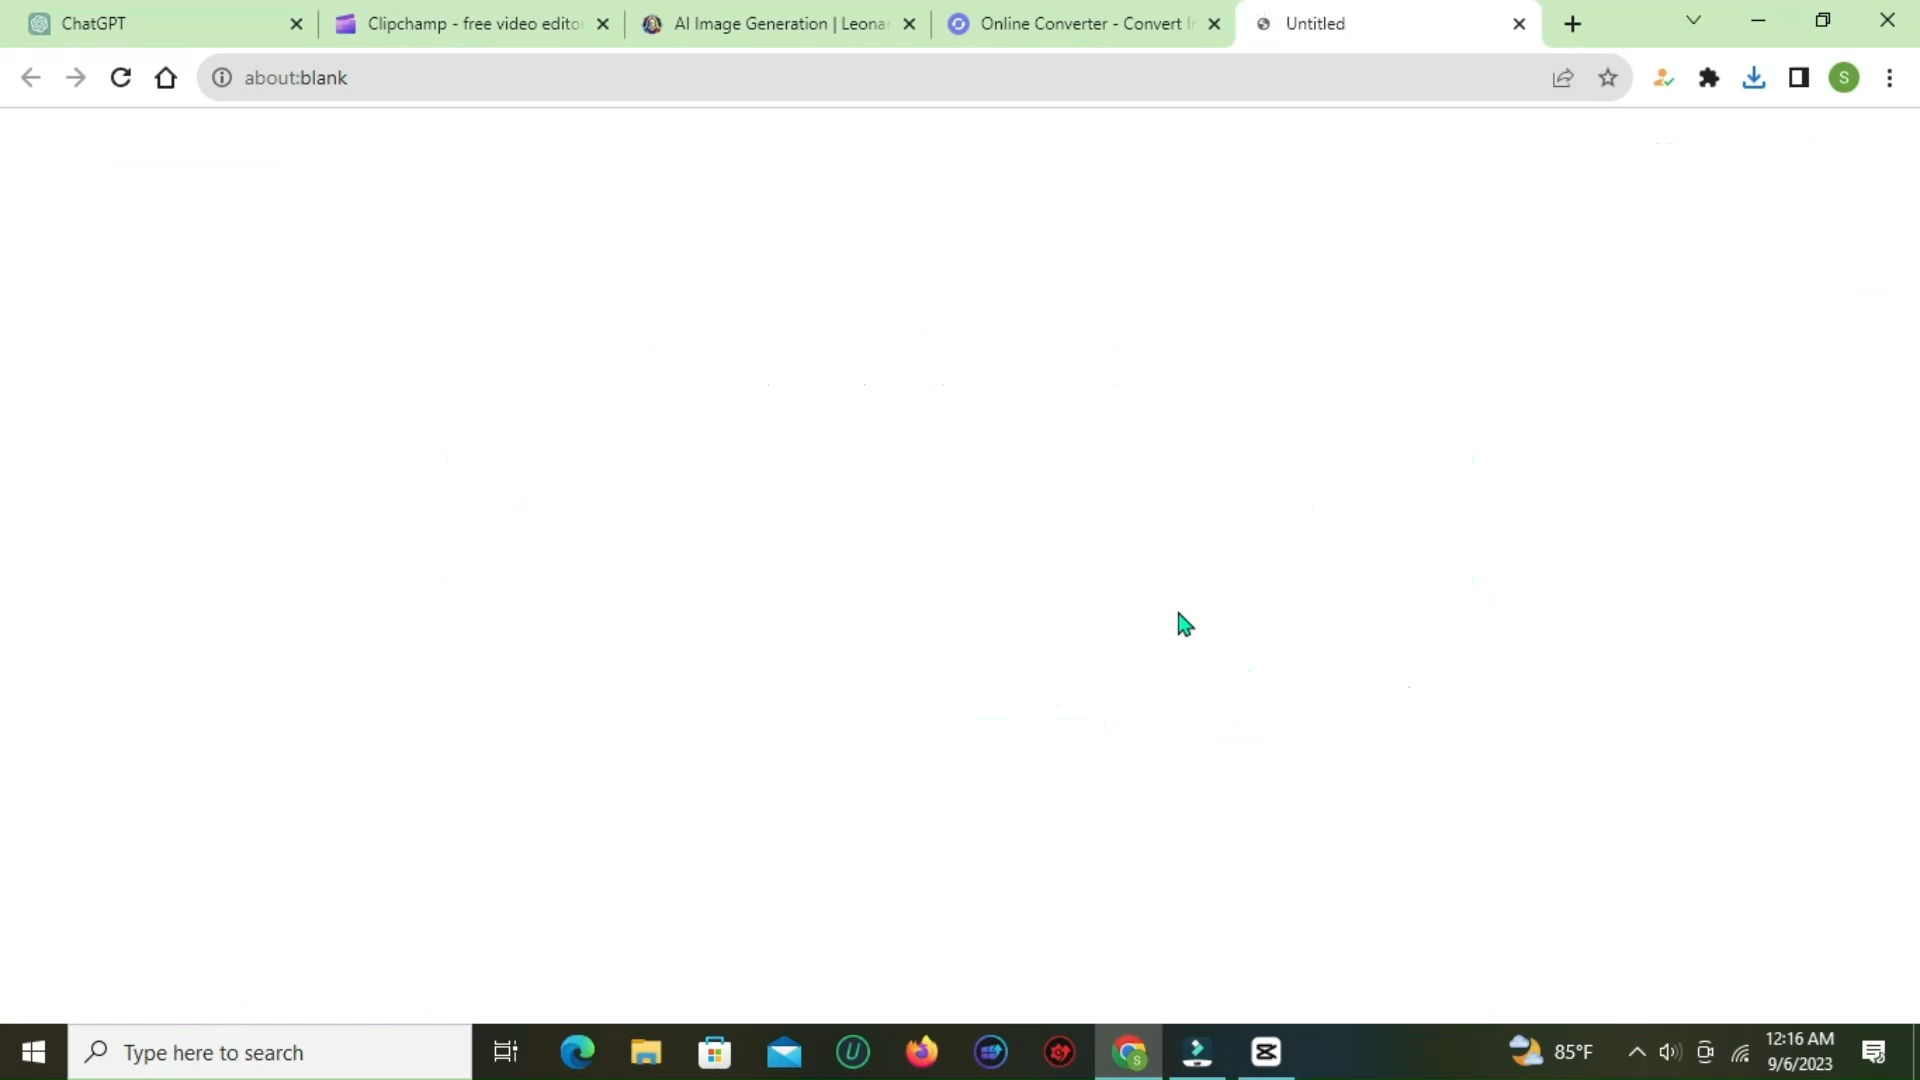 ChatGPT
Clipchamp - free video edito
AI Image Generation | Leona
Online Converter - Convert I
Untitled
about:blank
S
Type here to search
85°F
12:16 AM
9/6/2023